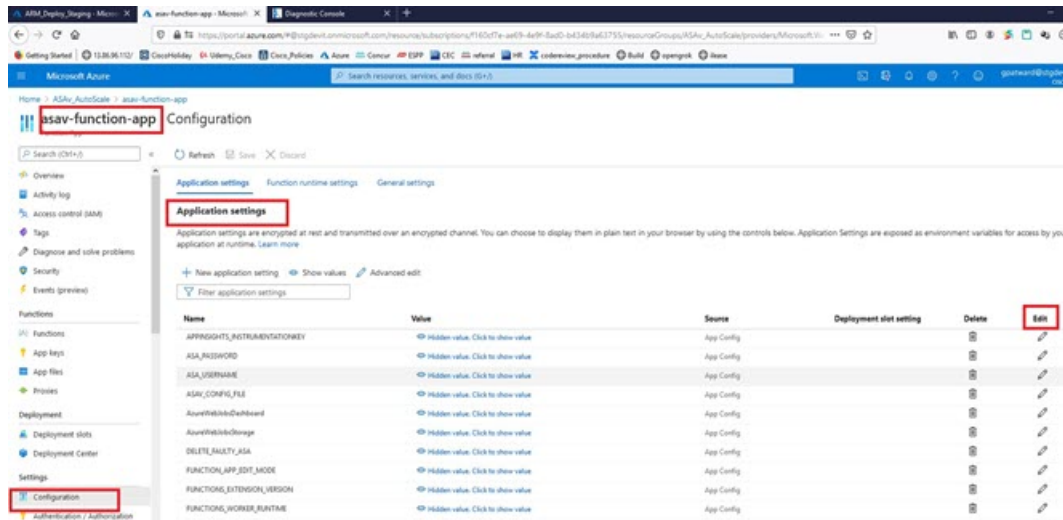 ARM_Deploy_Staging - Micros
asav-function-app - Microsoft
Diagnostic Console
Getting Started
13.86.96.112/
CiscoHoliday
Udemy_Cisco
Cisco_Policies
Azure
Concur
ESPP
CEC
referral
HR
codereview_procedure
Build
opengrok
ilease
Microsoft Azure
Search resources, services, and docs (G+/)
Home > ASAv_AutoScale > asav-function-app
asav-function-app Configuration
Search (Ctrl+/)
Refresh Save Discard
Overview
Activity log
Access control (IAM)
Tags
Diagnose and solve problems
Security
Events (preview)
Functions
Functions
App keys
App files
Proxies
Deployment
Deployment slots
Deployment Center
Settings
Configuration
Authentication / Authorization
Application settings Function runtime settings General settings
Application settings
Application settings are encrypted at rest and transmitted over an encrypted channel. You can choose to display them in plain text in your browser by using the controls below. Application Settings are exposed as environment variables for access by you
application at runtime. Learn more
New application setting Show values Advanced edit
Filter application settings
Name Value Source Deployment slot setting Delete Edit
APPINSIGHTS_INSTRUMENTATIONKEY Hidden value. Click to show value App Config
ASA_PASSWORD Hidden value. Click to show value App Config
ASA_USERNAME Hidden value. Click to show value App Config
ASAV_CONFIG_FILE Hidden value. Click to show value App Config
AzureWebJobsDashboard Hidden value. Click to show value App Config
AzureWebJobsStorage Hidden value. Click to show value App Config
DELETE_FAULTY_ASA Hidden value. Click to show value App Config
FUNCTION_APP_EDIT_MODE Hidden value. Click to show value App Config
FUNCTIONS_EXTENSION_VERSION Hidden value. Click to show value App Config
FUNCTIONS_WORKER_RUNTIME Hidden value. Click to show value App Config